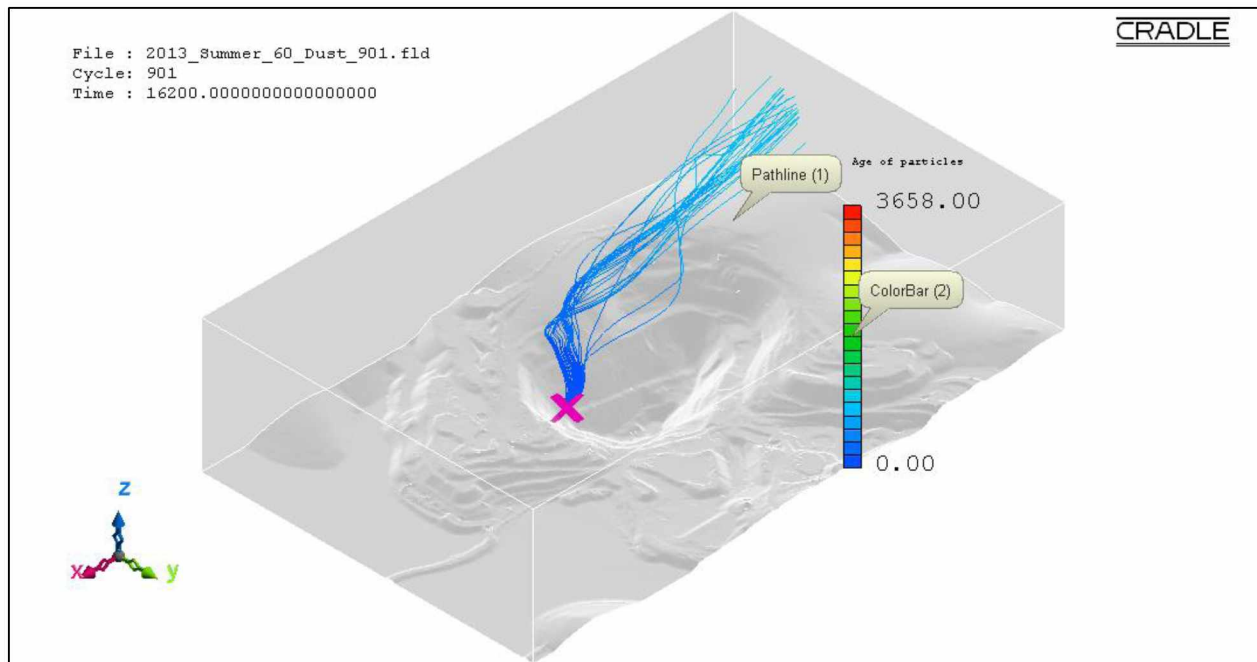 CRADLE
File : 2013_Summer_60_Dust_901.fld
Cycle: 901
Time : 16200.0000000000000000
Pathline (1)
Age of particles
3658.00
ColorBar (2)
0.00
z
x
y